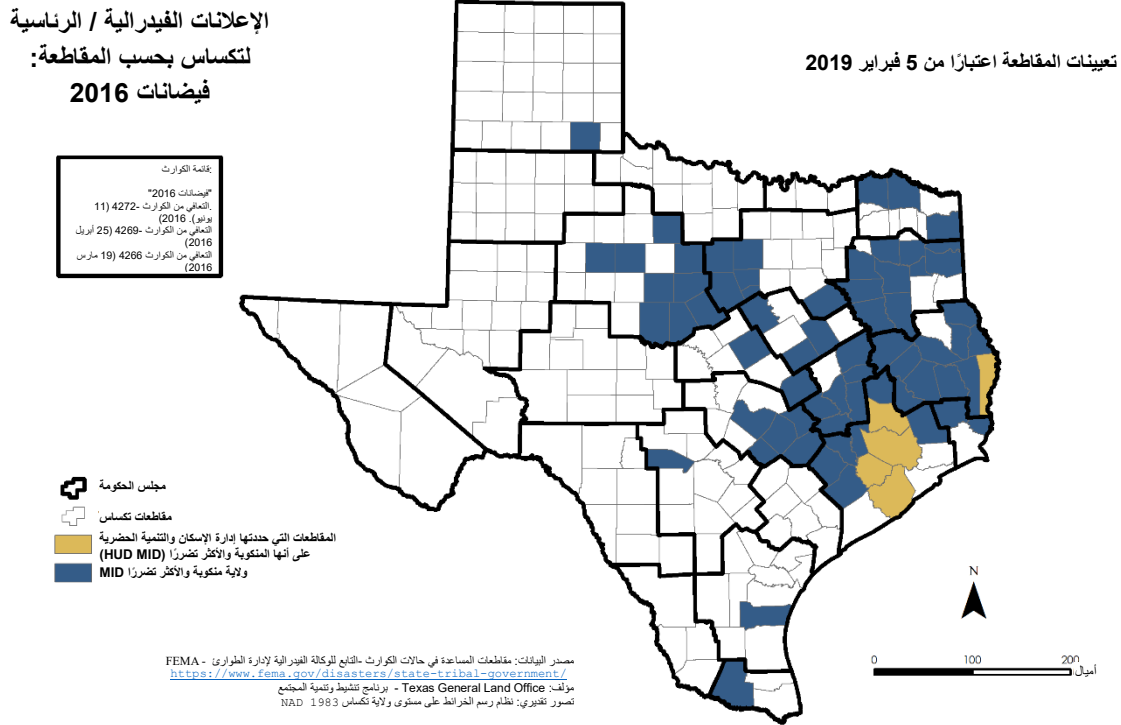 الإعلانات الفيدرالية / الرئاسية
لتكساس بحسب المقاطعة:
فيضانات 2016
تعيينات المقاطعة اعتبارًا من 5 فبراير 2019
قائمة الكوارث:
"فيضانات 2016"
التعافي من الكوارث -4272 (11
يونيو). 2016)
التعافي من الكوارث -4269 (25 أبريل
2016)
التعافي من الكوارث 4266 (19 مارس
2016)
مجلس الحكومة
مقاطعات تكساس
المقاطعات التي حددتها إدارة الإسكان والتنمية الحضرية
على أنها المنكوبة والأكثر تضررًا (HUD MID)
ولاية منكوبة والأكثر تضررًا MID
N
0 100 200
أميال
مصدر البيانات: مقاطعات المساعدة في حالات الكوارث -التابع للوكالة الفيدرالية لإدارة الطوارئ - FEMA
https://www.fema.gov/disasters/state-tribal-government/
مؤلف: Texas General Land Office - برنامج تنشيط وتنمية المجتمع
تصور تقديري: نظام رسم الخرائط على مستوى ولاية تكساس NAD 1983